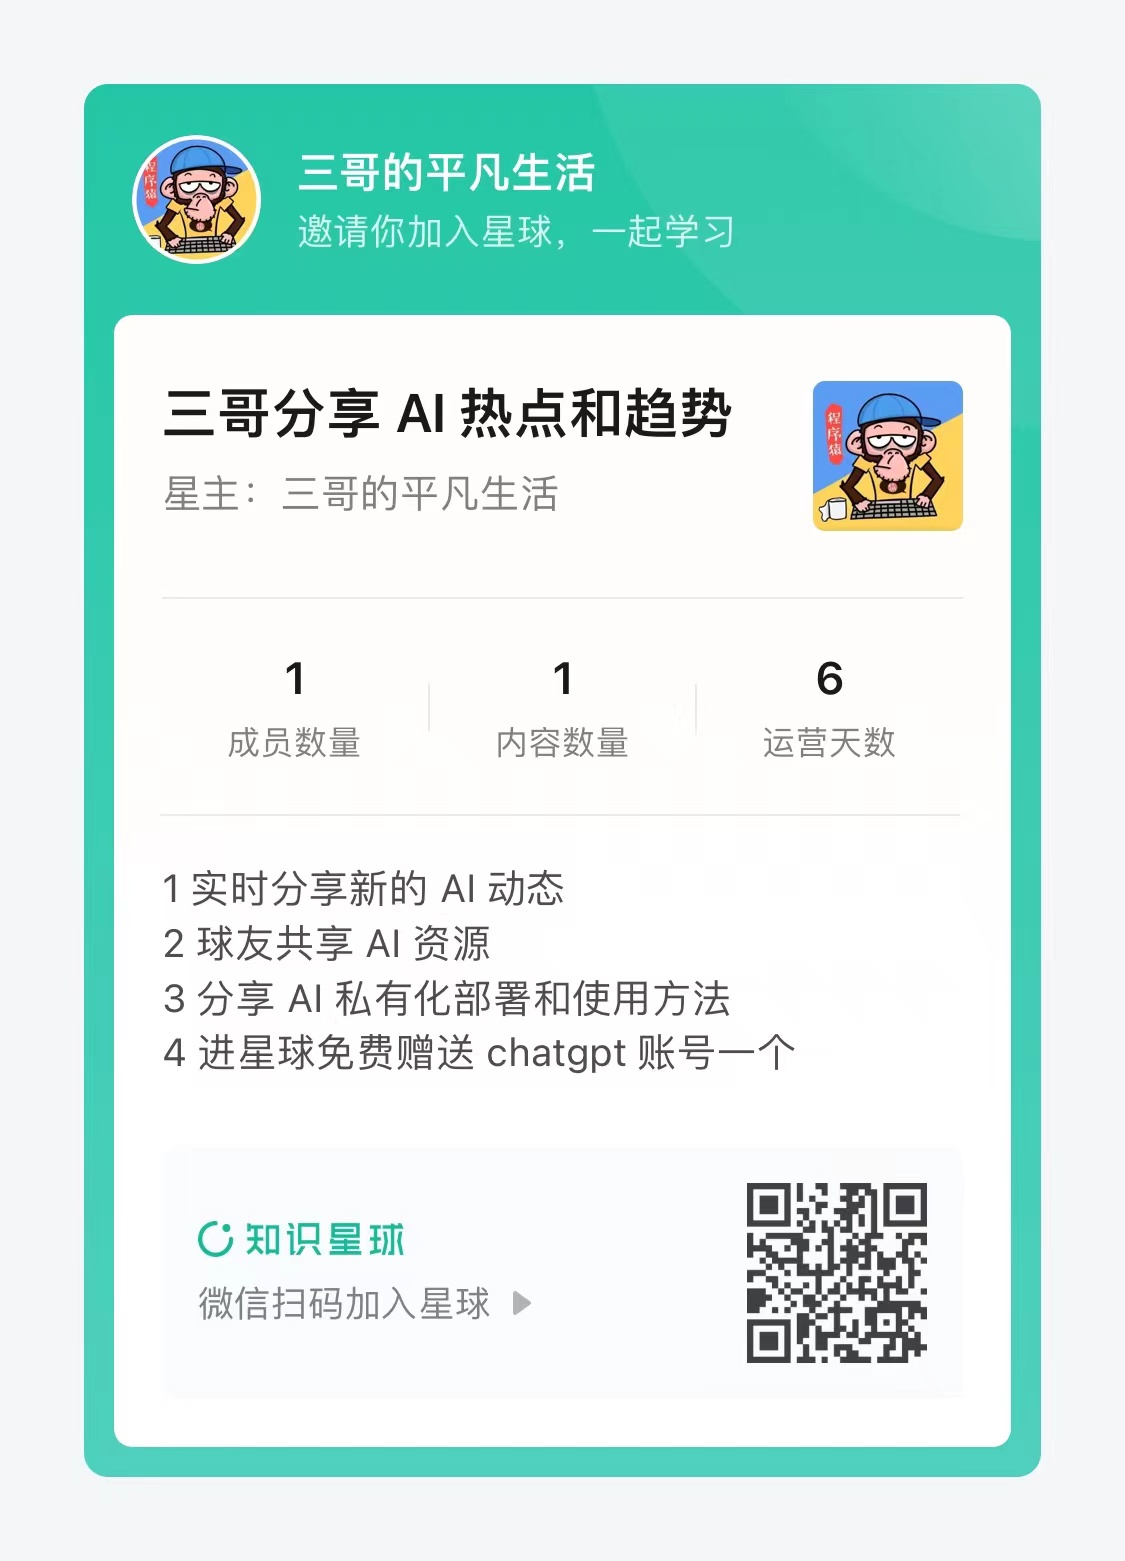 三哥的平凡生活
邀请你加入星球，一起学习
三哥分享 AI 热点和趋势
星主：三哥的平凡生活
程序猿
1
成员数量
1
内容数量
6
运营天数
1 实时分享新的 AI 动态
2 球友共享 AI 资源
3 分享 AI 私有化部署和使用方法
4 进星球免费赠送 chatgpt 账号一个
知识星球
微信扫码加入星球